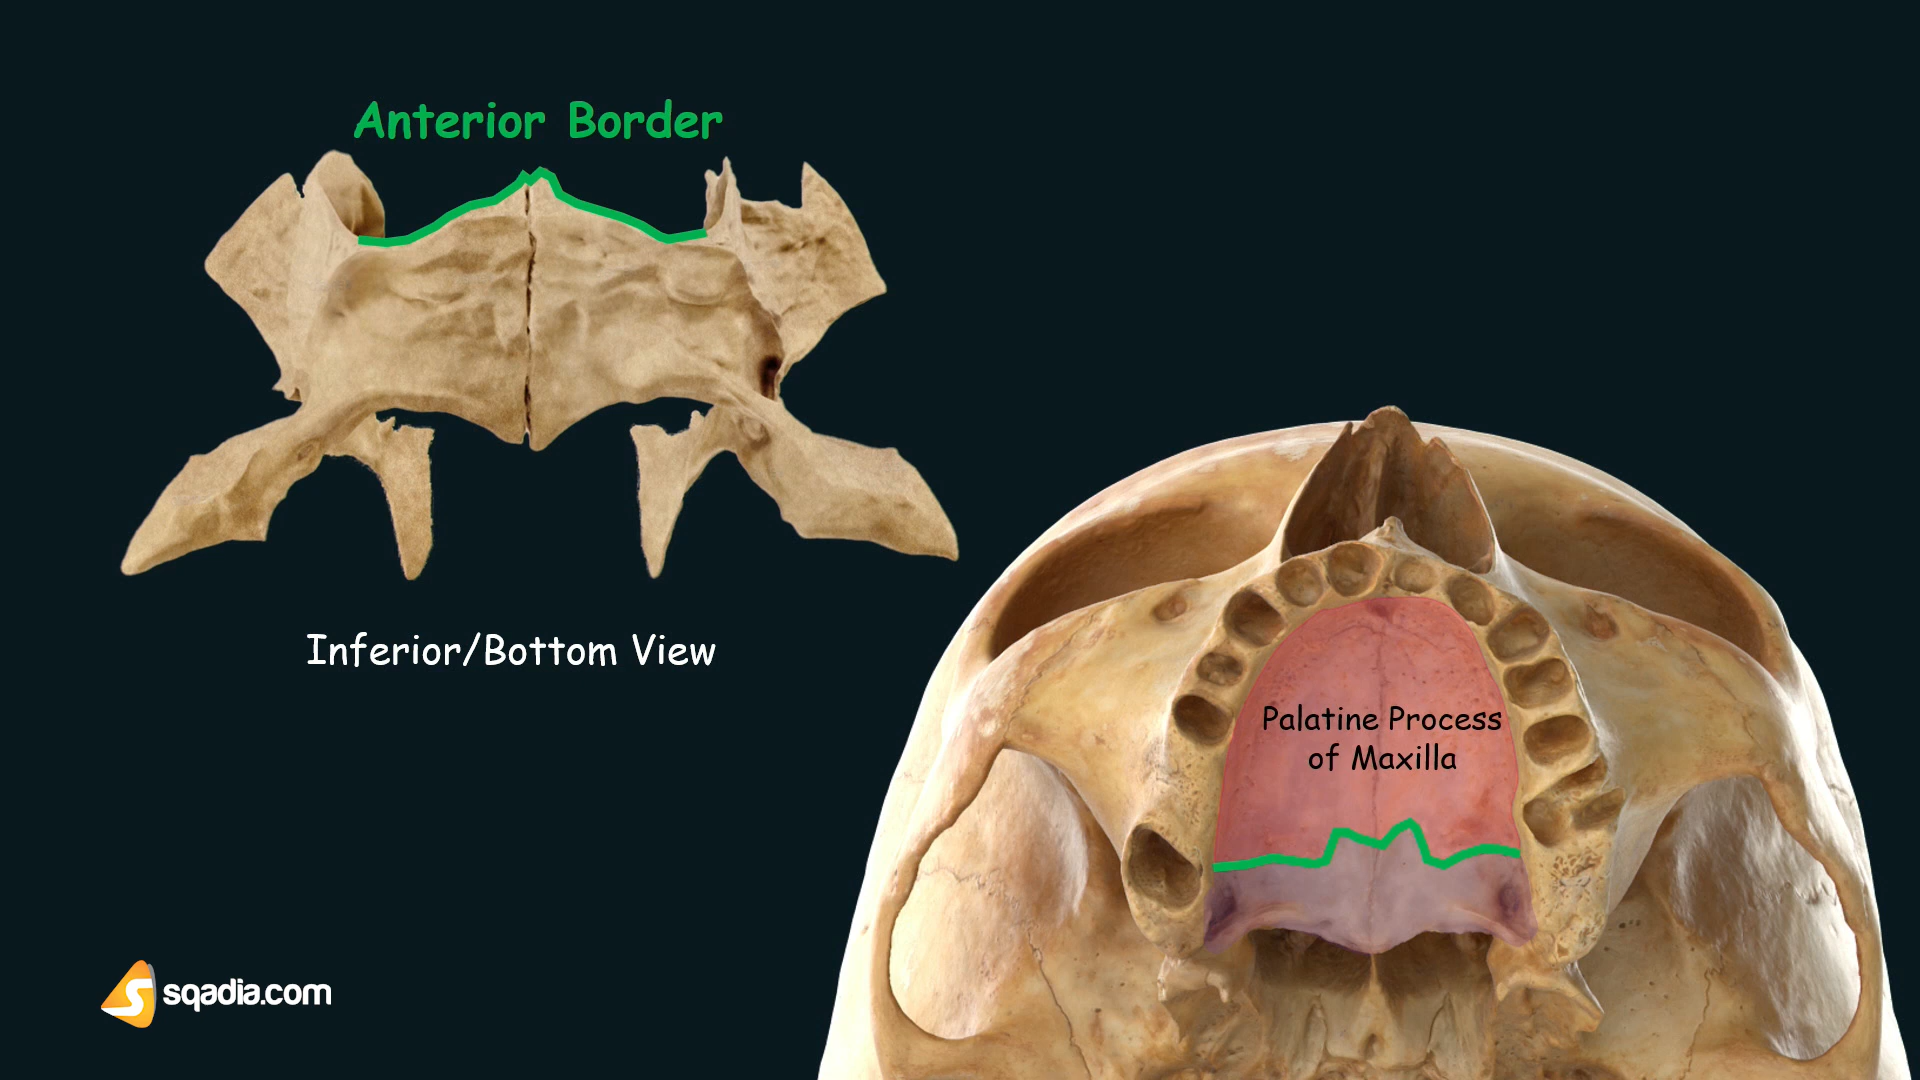 Anterior Border
Inferior/Bottom View
Palatine Process
of Maxilla
sqadia.com